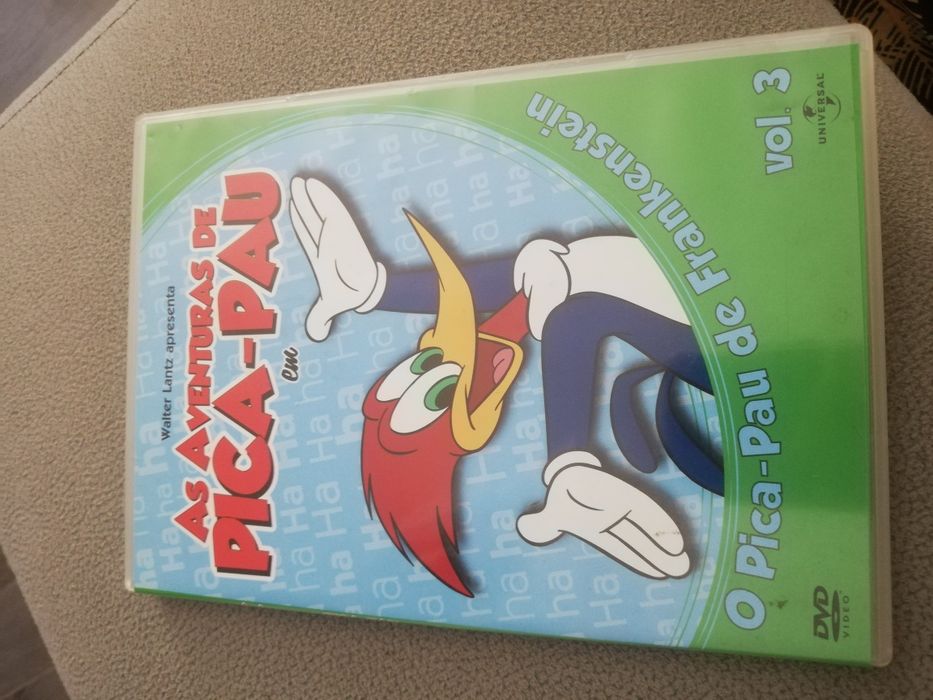 Walter Lantz apresenta
AS AVENTURAS DE
PICA-PAU
em
O Pica-Pau de Frankenstein
vol. 3
UNIVERSAL
DVD
VIDEO